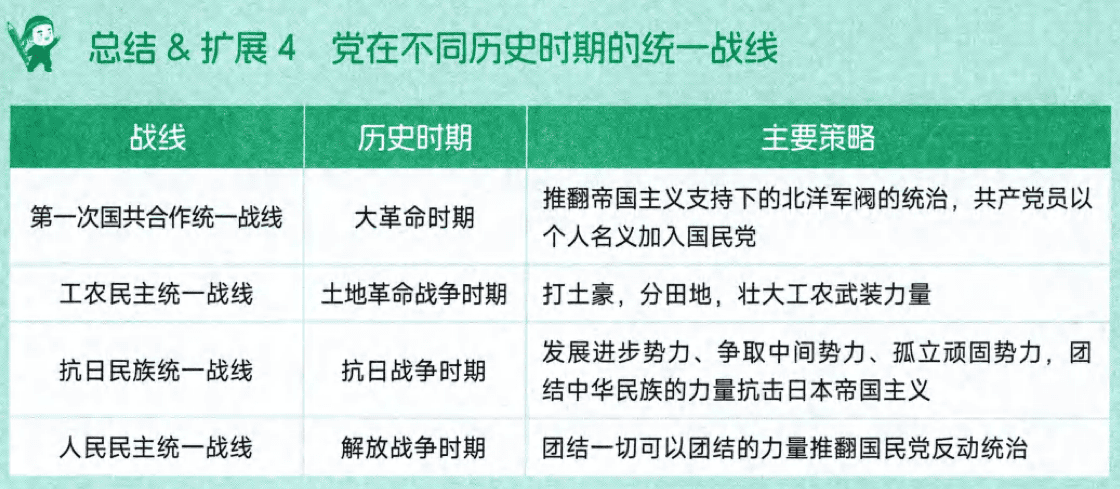 总结 & 扩展 4 党在不同历史时期的统一战线
战线 历史时期 主要策略
第一次国共合作统一战线 大革命时期 推翻帝国主义支持下的北洋军阀的统治，共产党员以
个人名义加入国民党
工农民主统一战线 土地革命战争时期 打土豪，分田地，壮大工农武装力量
抗日民族统一战线 抗日战争时期 发展进步势力、争取中间势力、孤立顽固势力，团
结中华民族的力量抗击日本帝国主义
人民民主统一战线 解放战争时期 团结一切可以团结的力量推翻国民党反动统治